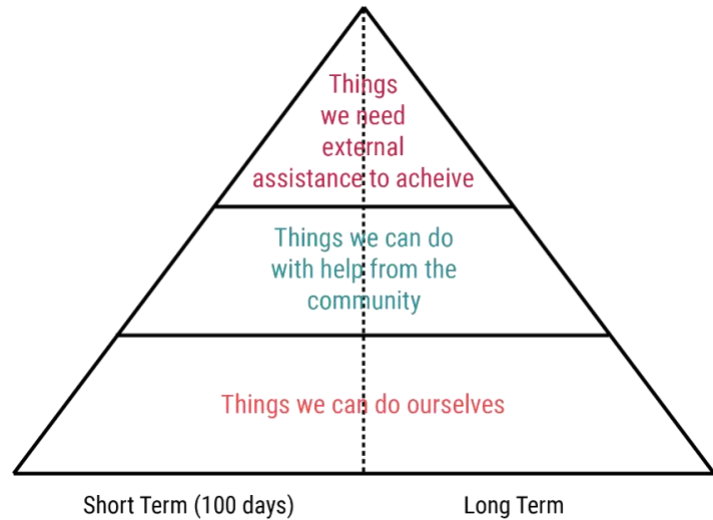 Things
we need
external
assistance to acheive
Things we can do
with help from the
community
Things we can do ourselves
Short Term (100 days)
Long Term